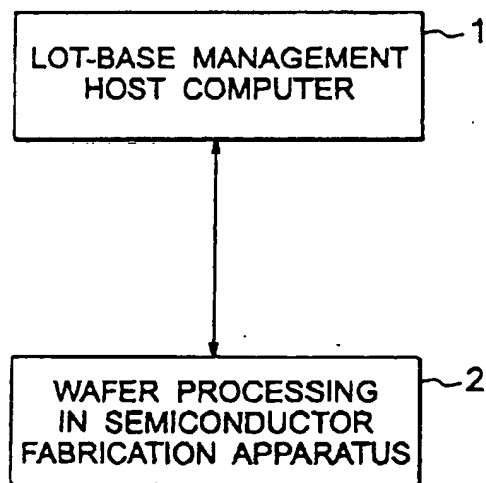 1
LOT-BASE MANAGEMENT
HOST COMPUTER
2
WAFER PROCESSING
IN SEMICONDUCTOR
FABRICATION APPARATUS